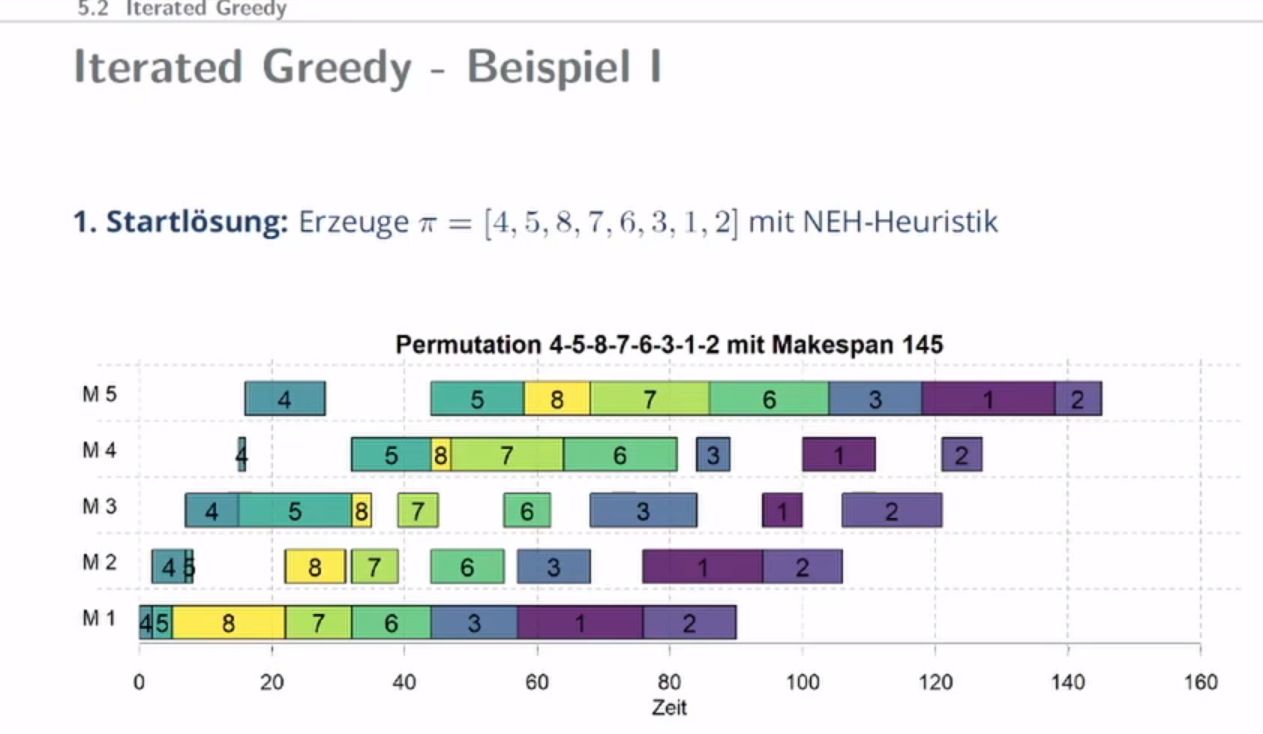 5.2 Iterated Greedy
Iterated Greedy - Beispiel I
1. Startlösung: Erzeuge π = [4, 5, 8, 7, 6, 3, 1, 2] mit NEH-Heuristik
Permutation 4-5-8-7-6-3-1-2 mit Makespan 145
M 5 4 5 8 7 6 3 1 2
M 4 4 5 8 7 6 3 1 2
M 3 4 5 8 7 6 3 1 2
M 2 4 5 8 7 6 3 1 2
M 1 4 5 8 7 6 3 1 2
0 20 40 60 80 100 120 140 160
Zeit